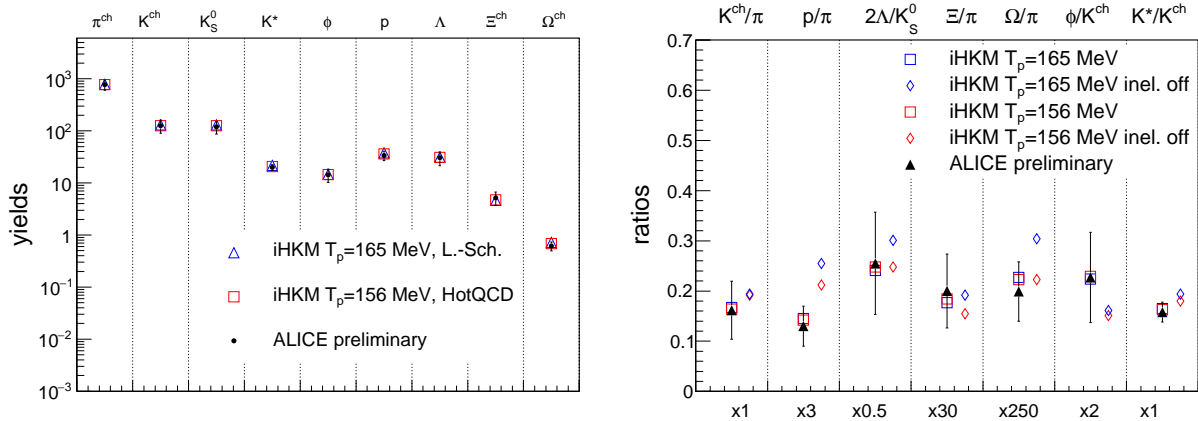 π^ch K^ch K_S^0 K* ϕ p Λ Ξ^ch Ω^ch
10^3
10^2
10
1
10^−1
10^−2
10^−3
yields
iHKM T_p=165 MeV, L.-Sch.
iHKM T_p=156 MeV, HotQCD
ALICE preliminary
K^ch/π p/π 2Λ/K_S^0 Ξ/π Ω/π ϕ/K^ch K*/K^ch
0.7
0.6
0.5
0.4
0.3
0.2
0.1
0
ratios
iHKM T_p=165 MeV
iHKM T_p=165 MeV inel. off
iHKM T_p=156 MeV
iHKM T_p=156 MeV inel. off
ALICE preliminary
x1 x3 x0.5 x30 x250 x2 x1